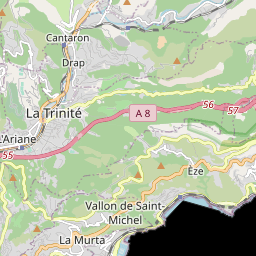 Cantaron
Drap
La Trinité
A 8
56
57
L'Ariane
55
Èze
Vallon de Saint-
Michel
La Murta